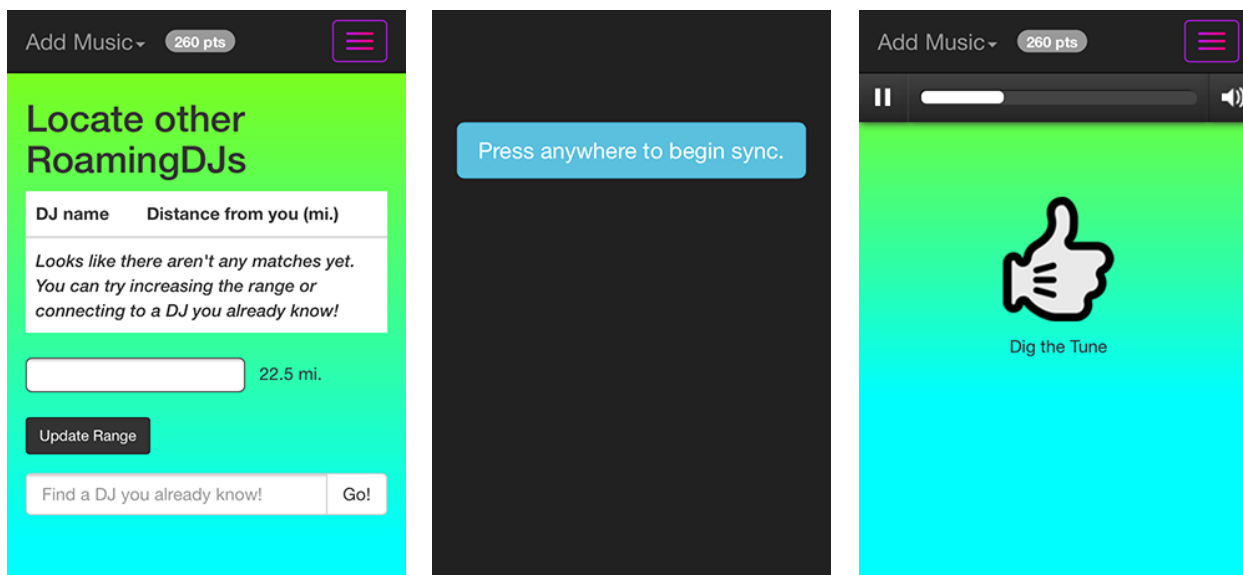 Add Music
260 pts
Locate other
RoamingDJs
DJ name Distance from you (mi.)
Looks like there aren't any matches yet.
You can try increasing the range or
connecting to a DJ you already know!
22.5 mi.
Update Range
Find a DJ you already know!
Go!
Press anywhere to begin sync.
Add Music
260 pts
Dig the Tune